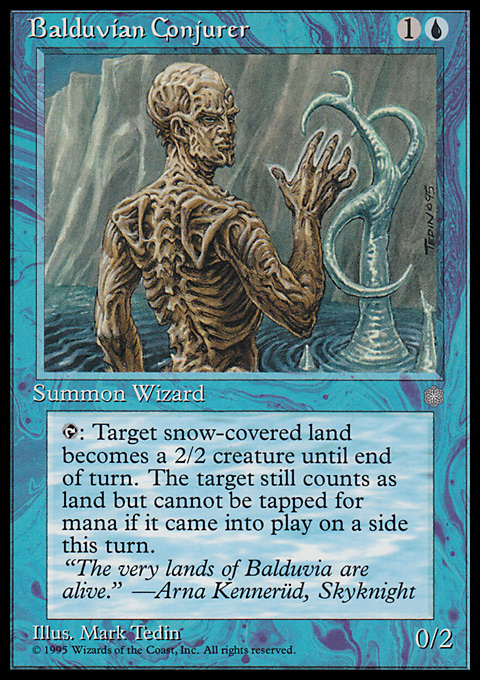 Balduvian Conjurer 1
TEDIN ©95
Summon Wizard
: Target snow-covered land
becomes a 2/2 creature until end
of turn. The target still counts as
land but cannot be tapped for
mana if it came into play on a side
this turn.
“The very lands of Balduvia are
alive.” —Arna Kennerüd, Skyknight
Illus. Mark Tedin
0/2
© 1995 Wizards of the Coast, Inc. All rights reserved.